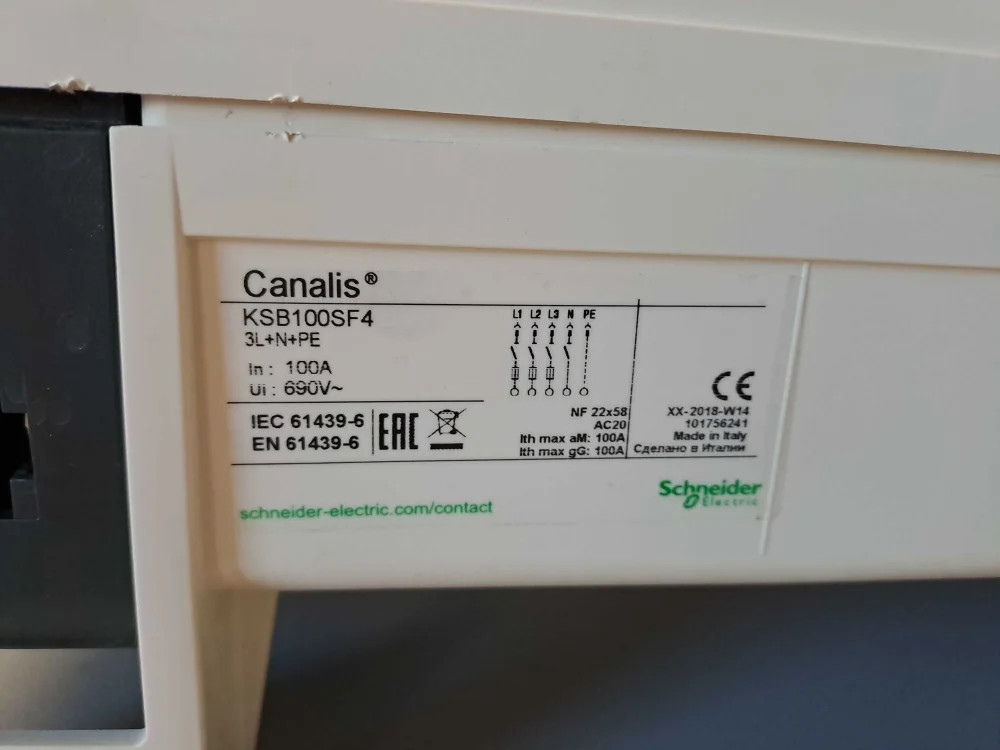 Canalis®
KSB100SF4
3L+N+PE
In : 100A
Ui : 690V~
L1 L2 L3 N PE
IEC 61439-6
EN 61439-6
EAC
NF 22x58
AC20
Ith max aM: 100A
Ith max gG: 100A
CE
XX-2018-W14
101756241
Made in Italy
Сделано в Италии
schneider-electric.com/contact
Schneider
Electric